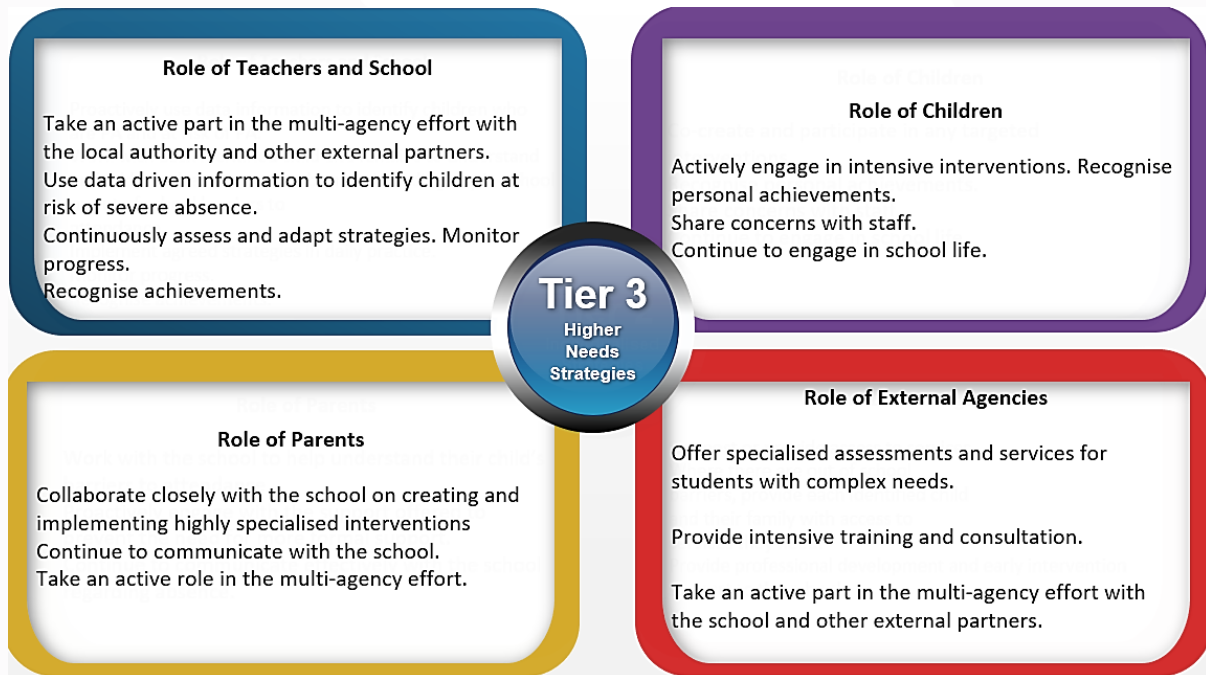 Role of Teachers and School
Take an active part in the multi-agency effort with
the local authority and other external partners.
Use data driven information to identify children at
risk of severe absence.
Continuously assess and adapt strategies. Monitor
progress.
Recognise achievements.
Role of Children
Actively engage in intensive interventions. Recognise
personal achievements.
Share concerns with staff.
Continue to engage in school life.
Tier 3
Higher
Needs
Strategies
Role of Parents
Collaborate closely with the school on creating and
implementing highly specialised interventions
Continue to communicate with the school.
Take an active role in the multi-agency effort.
Role of External Agencies
Offer specialised assessments and services for
students with complex needs.
Provide intensive training and consultation.
Take an active part in the multi-agency effort with
the school and other external partners.